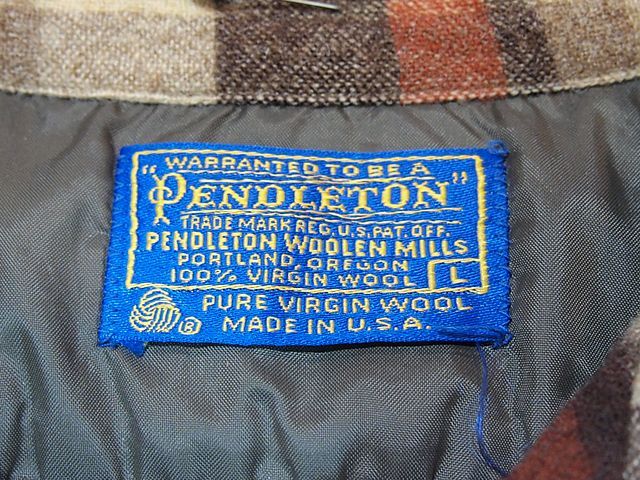 WARRANTED TO BE A
"PENDLETON"
TRADE MARK REG. U.S. PAT. OFF.
PENDLETON WOOLEN MILLS
PORTLAND, OREGON
100% VIRGIN WOOL L
® PURE VIRGIN WOOL
MADE IN U.S.A.